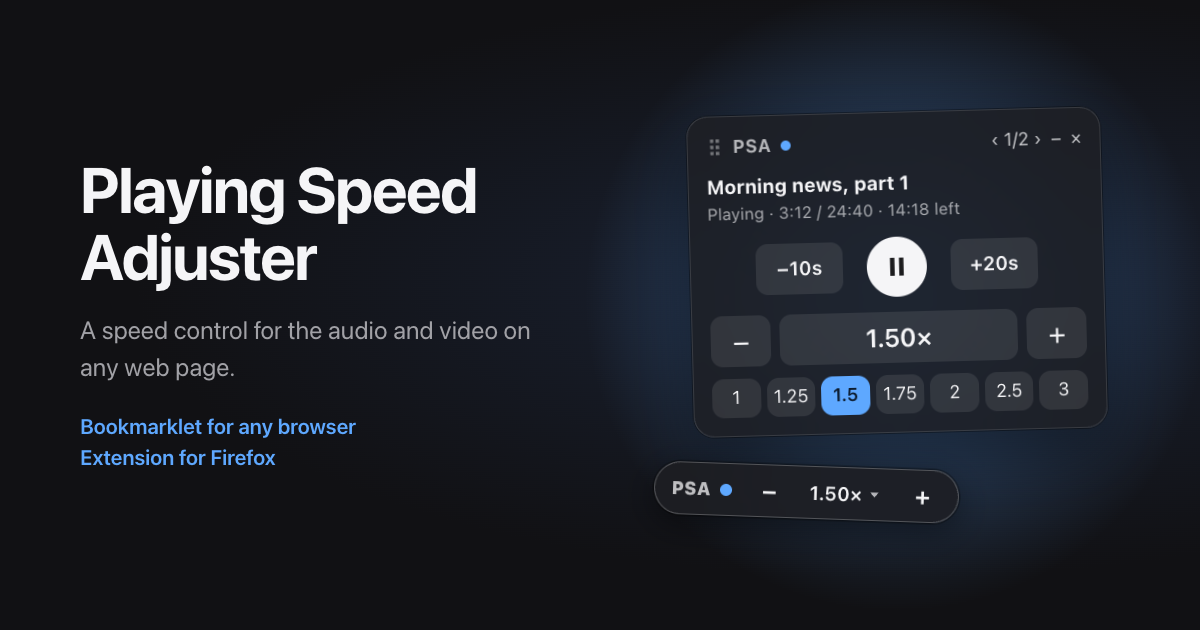 Playing Speed
Adjuster
A speed control for the audio and video on
any web page.
Bookmarklet for any browser
Extension for Firefox
PSA ‹ 1/2 › – ×
Morning news, part 1
Playing · 3:12 / 24:40 · 14:18 left
−10s +20s
− 1.50× +
1 1.25 1.5 1.75 2 2.5 3
PSA − 1.50× +